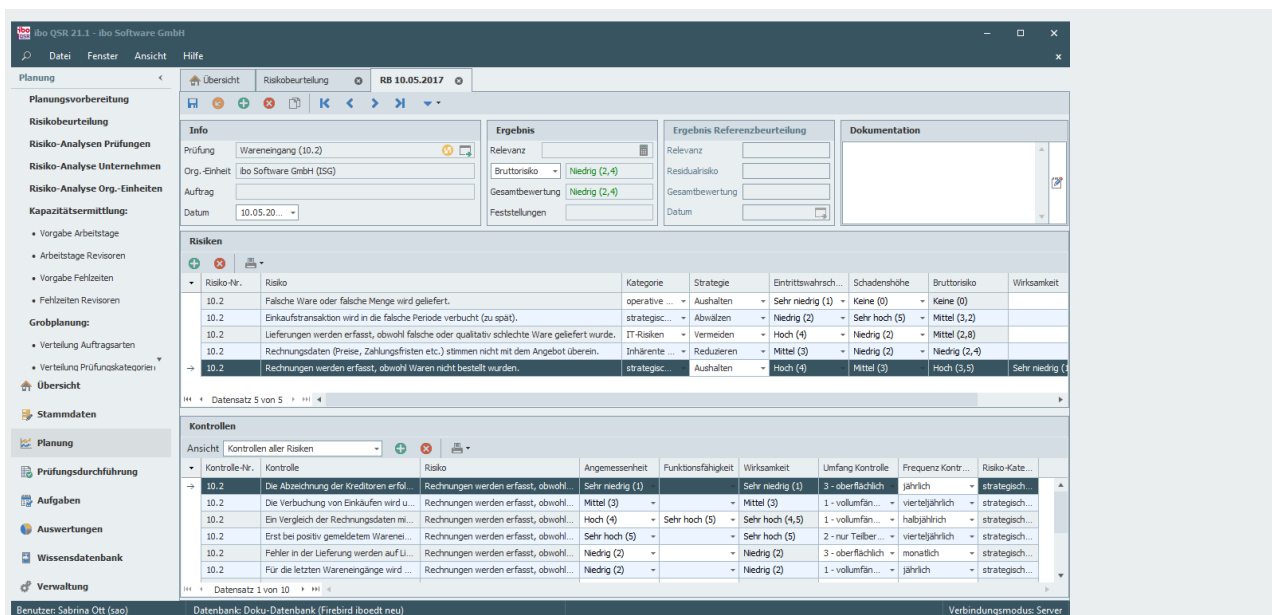 ibo QSR 21.1 - ibo Software GmbH
Datei Fenster Ansicht Hilfe
Planung
Planungsvorbereitung
Risikobeurteilung
Risiko-Analysen Prüfungen
Risiko-Analyse Unternehmen
Risiko-Analyse Org.-Einheiten
Kapazitätsermittlung:
• Vorgabe Arbeitstage
• Arbeitstage Revisoren
• Vorgabe Fehlzeiten
• Fehlzeiten Revisoren
Grobplanung:
• Verteilung Auftragsarten
• Verteilung Prüfungskategorien
Übersicht
Stammdaten
Planung
Prüfungsdurchführung
Aufgaben
Auswertungen
Wissensdatenbank
Verwaltung
Übersicht Risikobeurteilung RB 10.05.2017
Info
Prüfung Wareneingang (10.2)
Org.-Einheit ibo Software GmbH (ISG)
Auftrag
Datum 10.05.20...
Ergebnis
Relevanz
Bruttorisiko Niedrig (2,4)
Gesamtbewertung Niedrig (2,4)
Feststellungen
Ergebnis Referenzbeurteilung
Relevanz
Residualrisiko
Gesamtbewertung
Datum
Dokumentation
Risiken
Risiko-Nr. Risiko Kategorie Strategie Eintrittswahrsch... Schadenshöhe Bruttorisiko Wirksamkeit
10.2 Falsche Ware oder falsche Menge wird geliefert. operative ... Aushalten Sehr niedrig (1) Keine (0) Keine (0)
10.2 Einkaufstransaktion wird in die falsche Periode verbucht (zu spät). strategisc... Abwälzen Niedrig (2) Sehr hoch (5) Mittel (3,2)
10.2 Lieferungen werden erfasst, obwohl falsche oder qualitativ schlechte Ware geliefert wurde. IT-Risiken Vermeiden Hoch (4) Niedrig (2) Mittel (2,8)
10.2 Rechnungsdaten (Preise, Zahlungsfristen etc.) stimmen nicht mit dem Angebot überein. Inhärente ... Reduzieren Mittel (3) Niedrig (2) Niedrig (2,4)
10.2 Rechnungen werden erfasst, obwohl Waren nicht bestellt wurden. strategisc... Aushalten Hoch (4) Mittel (3) Hoch (3,5) Sehr niedrig (1
Datensatz 5 von 5
Kontrollen
Ansicht Kontrollen aller Risiken
Kontrolle-Nr. Kontrolle Risiko Angemessenheit Funktionsfähigkeit Wirksamkeit Umfang Kontrolle Frequenz Kontr... Risiko-Kate...
10.2 Die Abzeichnung der Kreditoren erfol... Rechnungen werden erfasst, obwohl... Sehr niedrig (1) Sehr niedrig (1) 3 - oberflächlich jährlich strategisch...
10.2 Die Verbuchung von Einkäufen wird u... Rechnungen werden erfasst, obwohl... Mittel (3) Mittel (3) 1 - vollumfän... vierteljährlich strategisch...
10.2 Ein Vergleich der Rechnungsdaten mi... Rechnungen werden erfasst, obwohl... Hoch (4) Sehr hoch (5) Sehr hoch (4,5) 1 - vollumfän... halbjährlich strategisch...
10.2 Erst bei positiv gemeldetem Warenei... Rechnungen werden erfasst, obwohl... Sehr hoch (5) Sehr hoch (5) 2 - nur Teilber... vierteljährlich strategisch...
10.2 Fehler in der Lieferung werden auf Li... Rechnungen werden erfasst, obwohl... Niedrig (2) Niedrig (2) 3 - oberflächlich monatlich strategisch...
10.2 Für die letzten Wareneingänge wird ... Rechnungen werden erfasst, obwohl... Niedrig (2) Niedrig (2) 1 - vollumfän... jährlich strategisch...
Datensatz 1 von 10
Benutzer: Sabrina Ott (sao) Datenbank: Doku-Datenbank (Firebird iboedt neu) Verbindungsmodus: Server